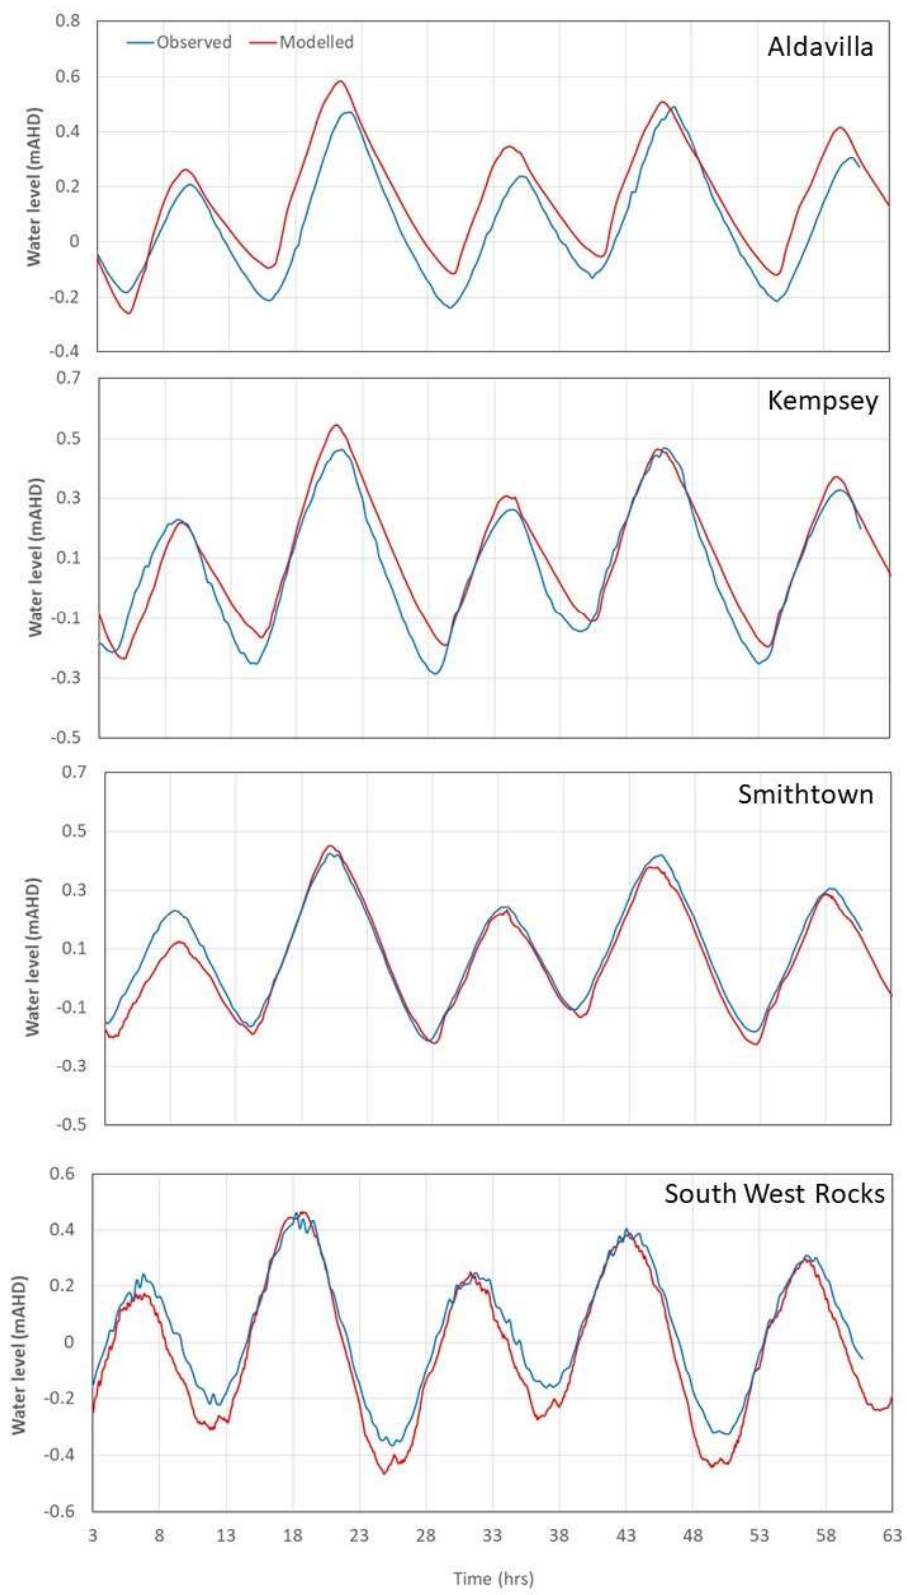 0.8
Observed Modelled Aldavilla
0.6
0.4
0.2
0
-0.2
-0.4
Water level (mAHD)
0.7
Kempsey
0.5
0.3
0.1
-0.1
-0.3
-0.5
Water level (mAHD)
0.7
Smithtown
0.5
0.3
0.1
-0.1
-0.3
-0.5
Water level (mAHD)
0.6
South West Rocks
0.4
0.2
0
-0.2
-0.4
-0.6
Water level (mAHD)
3 8 13 18 23 28 33 38 43 48 53 58 63
Time (hrs)